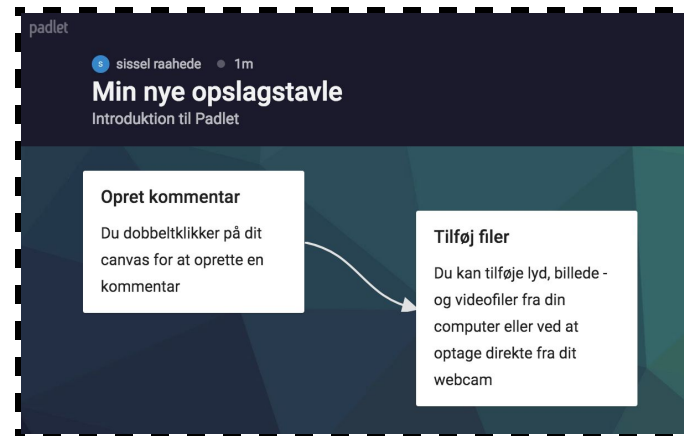 padlet
s sissel raahede • 1m
Min nye opslagstavle
Introduktion til Padlet
Opret kommentar
Du dobbeltklikker på dit
canvas for at oprette en
kommentar
Tilføj filer
Du kan tilføje lyd, billede -
og videofiler fra din
computer eller ved at
optage direkte fra dit
webcam